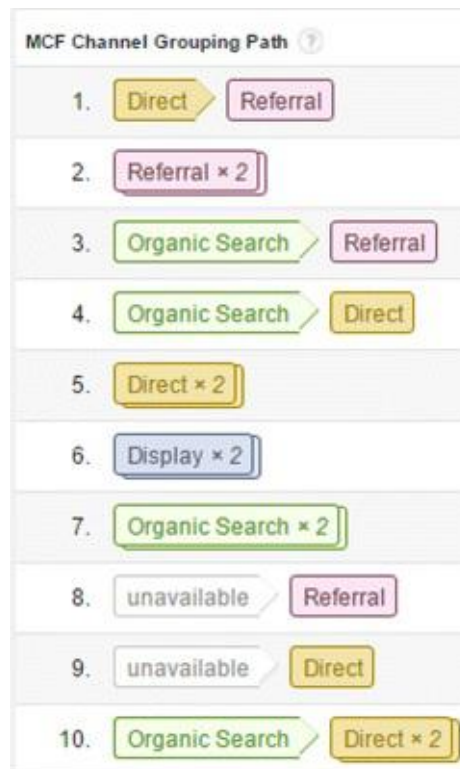 MCF Channel Grouping Path ?
1. Direct Referral
2. Referral × 2
3. Organic Search Referral
4. Organic Search Direct
5. Direct × 2
6. Display × 2
7. Organic Search × 2
8. unavailable Referral
9. unavailable Direct
10. Organic Search Direct × 2